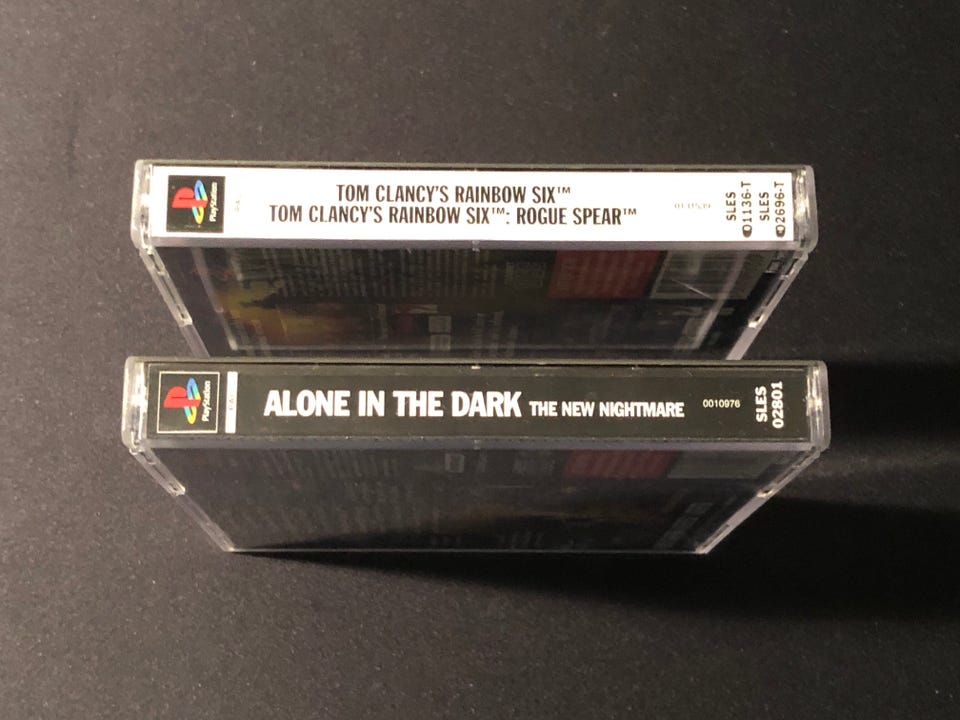 PlayStation
TOM CLANCY'S RAINBOW SIX™
TOM CLANCY'S RAINBOW SIX™: ROGUE SPEAR™
SLES
01136-T
SLES
02696-T
PlayStation
ALONE IN THE DARK THE NEW NIGHTMARE
0010976
SLES
02801